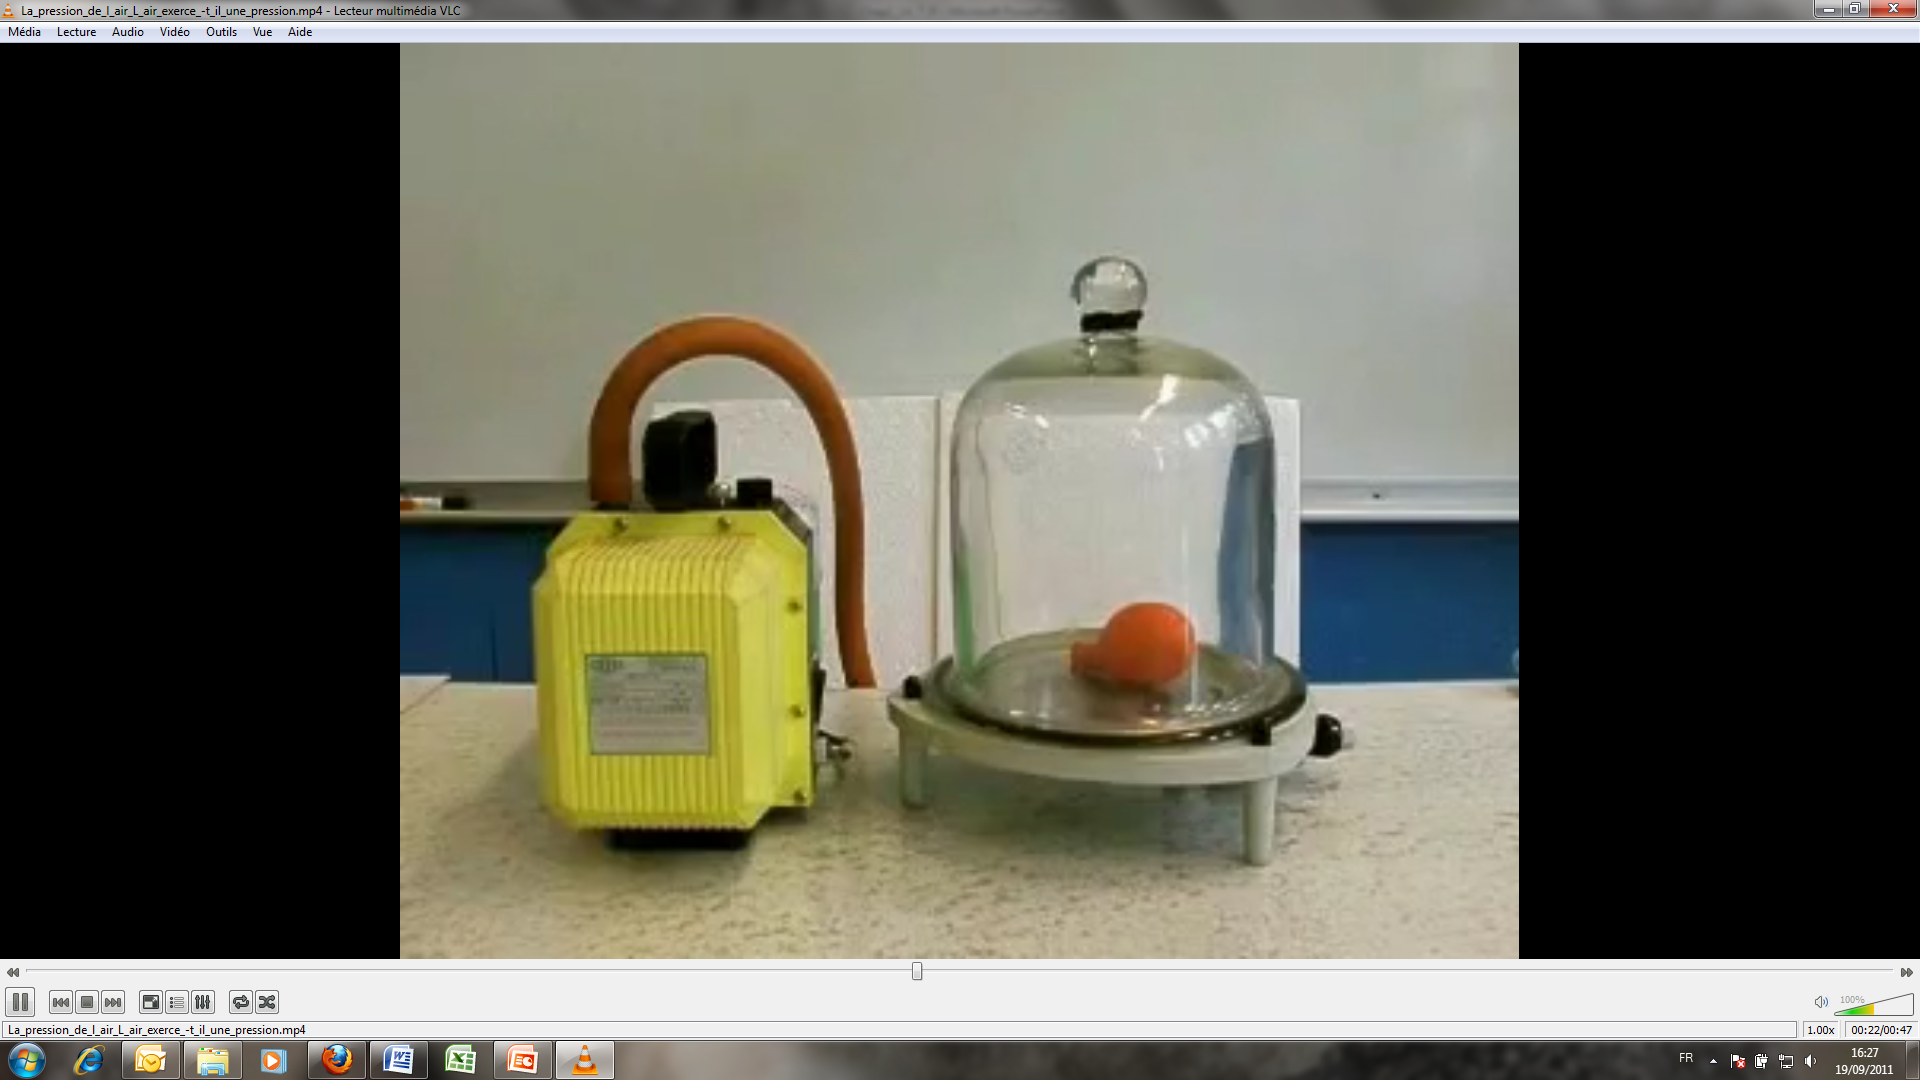 La_pression_de_l_air_L_air_exerce_-t_il_une_pression.mp4 - Lecteur multimédia VLC
Média Lecture Audio Vidéo Outils Vue Aide
100%
La_pression_de_l_air_L_air_exerce_-t_il_une_pression.mp4
1.00x 00:22/00:47
FR
16:27
19/09/2011